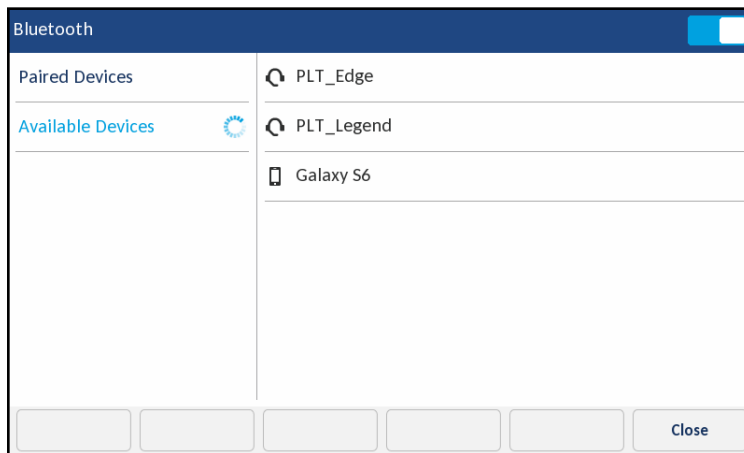 Bluetooth
Paired Devices
Available Devices
PLT_Edge
PLT_Legend
Galaxy S6
Close